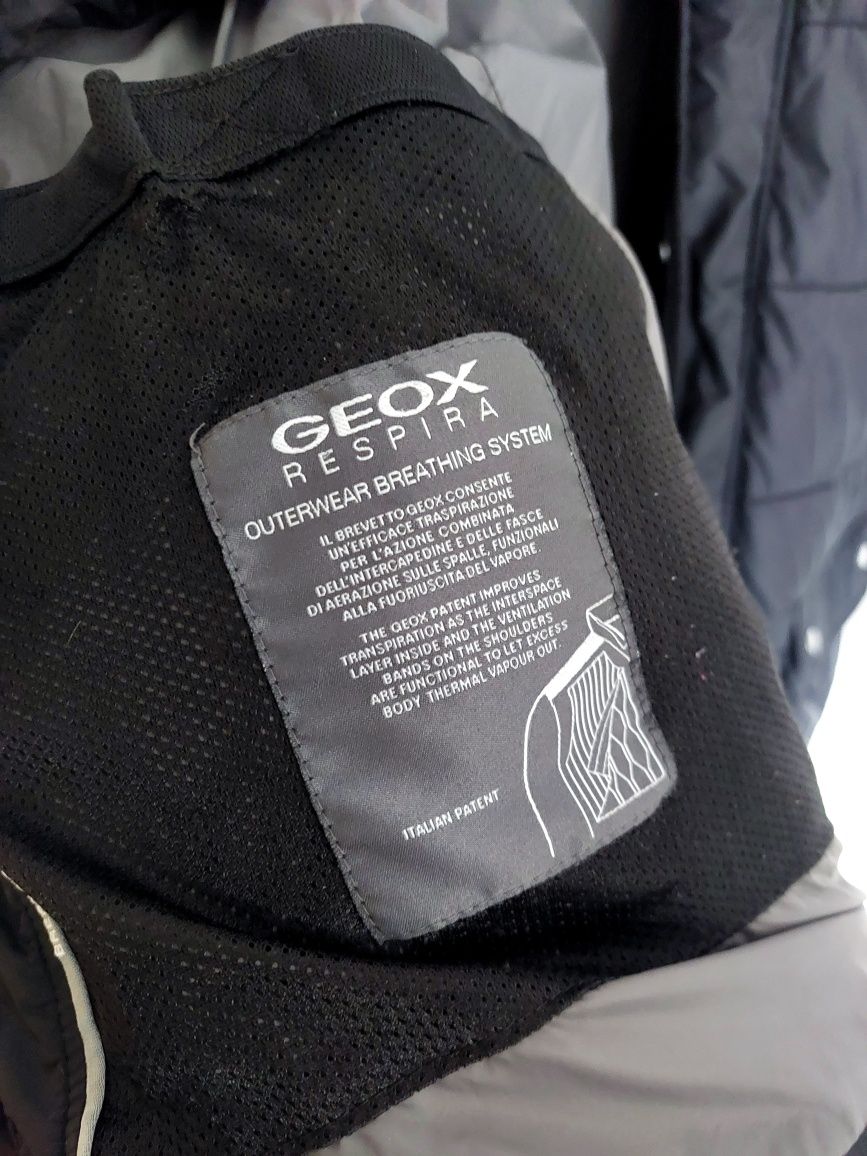 GEOX
RESPIRA
OUTERWEAR BREATHING SYSTEM
IL BREVETTO GEOX CONSENTE
UN'EFFICACE TRASPIRAZIONE
PER L'AZIONE COMBINATA
DELL'INTERCAPEDINE E DELLE FASCE
DI AERAZIONE SULLE SPALLE, FUNZIONALI
ALLA FUORIUSCITA DEL VAPORE.
THE GEOX PATENT IMPROVES
TRANSPIRATION AS THE INTERSPACE
LAYER INSIDE AND THE VENTILATION
BANDS ON THE SHOULDERS
ARE FUNCTIONAL TO LET EXCESS
BODY THERMAL VAPOUR OUT.
ITALIAN PATENT